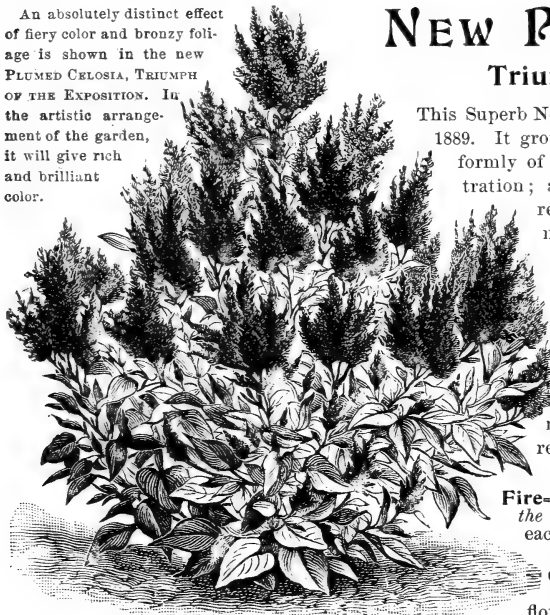 An absolutely distinct effect
of fiery color and bronzy foli-
age is shown in the new
PLUMED CELOSIA, TRIUMPH
OF THE EXPOSITION. In
the artistic arrange-
ment of the garden,
it will give rich
and brilliant
color.
NEW P
Triu
This Superb N
1889. It gro
formly of
tration; a
re
n
r
re
Fire=
the
eac
flo